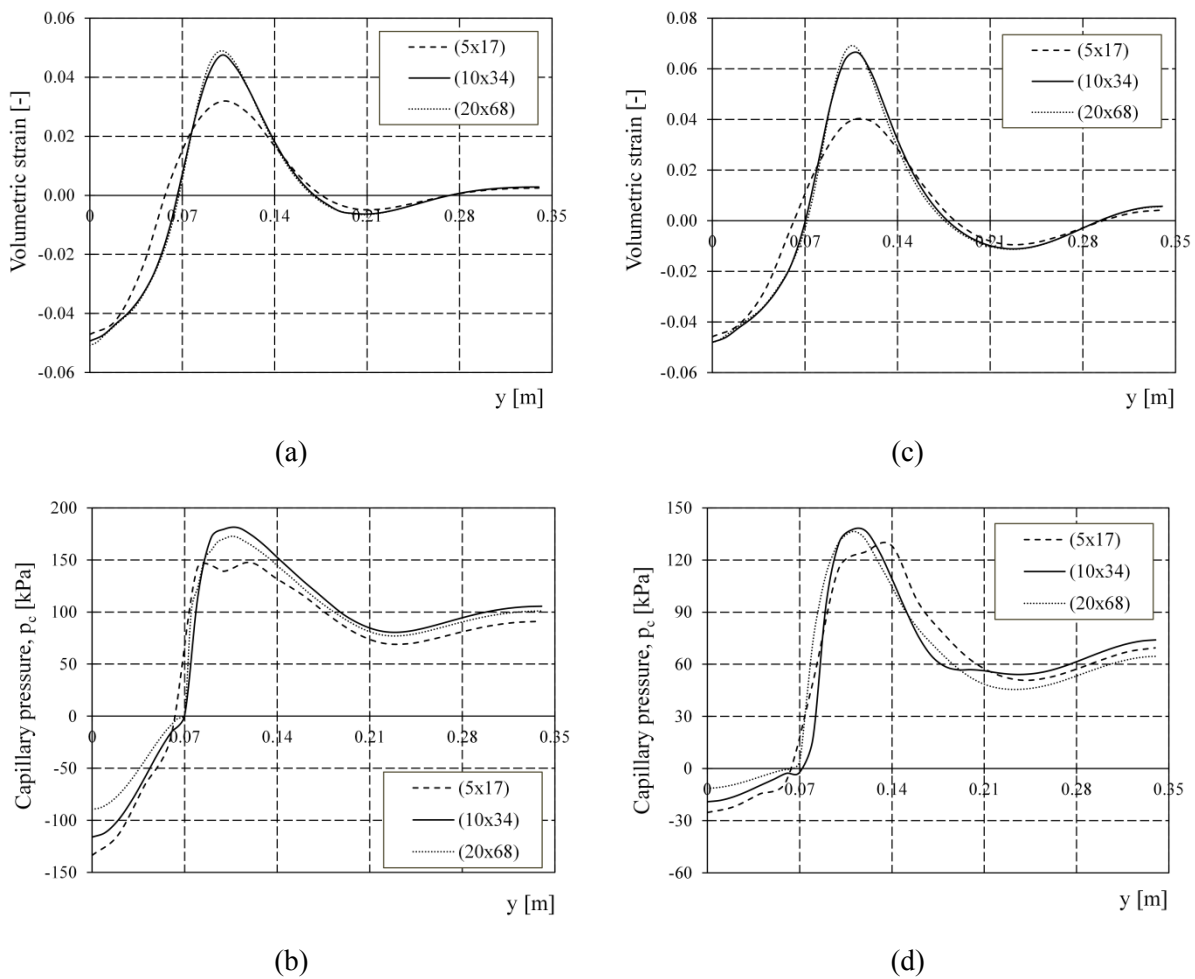 0.06
0.04
0.02
0.00
-0.02
-0.04
-0.06
0
0.07
0.14
0.21
0.28
0.35
Volumetric strain [-]
y [m]
(5x17)
(10x34)
(20x68)
(a)
0.08
0.06
0.04
0.02
0.00
-0.02
-0.04
-0.06
0
0.07
0.14
0.21
0.28
0.35
Volumetric strain [-]
y [m]
(5x17)
(10x34)
(20x68)
(c)
200
150
100
50
0
-50
-100
-150
0
0.07
0.14
0.21
0.28
0.35
Capillary pressure, pc [kPa]
y [m]
(5x17)
(10x34)
(20x68)
(b)
150
120
90
60
30
0
-30
-60
0
0.07
0.14
0.21
0.28
0.35
Capillary pressure, pc [kPa]
y [m]
(5x17)
(10x34)
(20x68)
(d)